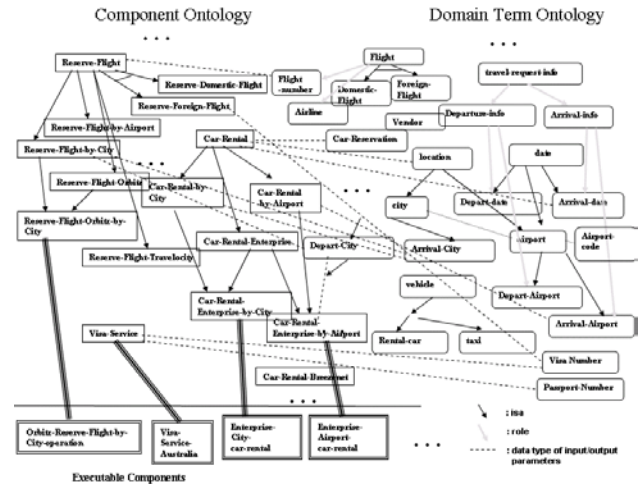 Component Ontology
Domain Term Ontology
. . .
. . .
Reserve-Flight
Flight
travel-request-info
Reserve-Domestic-Flight
Flight
-number
Domestic-
Flight
Foreign-
Flight
Reserve-Foreign-Flight
Airline
Departure-info
Arrival-info
Reserve-Flight-by-Airport
Car-Rental
Car-Reservation
Vendor
Reserve-Flight-by-City
location
date
. . .
Reserve-Flight-Orbitz
Car-Rental-by
City
Car-Rental
-by-Airport
. . .
city
Depart-date
Arrival-date
Reserve-Flight-Orbitz-by-
City
Car-Rental-Enterprise
Depart-City
Arrival-City
airport
Airport-
code
Reserve-Flight-Travelocity
vehicle
Depart-Airport
Car-Rental-
Enterprise-by-City
Car-Rental-
Enterprise-by-Airport
Arrival-Airport
Visa-Service
Rental-car
taxi
Visa Number
Passport-Number
. . .
: isa
: role
: data type of input/output
parameters
Orbitz-Reserve-Flight-by-
City-operation
Visa-
Service-
Australia
Enterprise-
City-
car-rental
Enterprise-
Airport-
car-rental
. . .
Executable Components